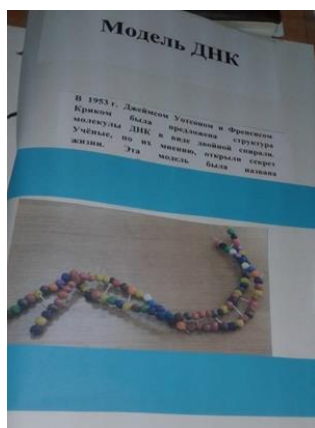 Модель ДНК
В 1953 г. Джеймсом Уотсоном и Френсисом
Криком была предложена структура
молекулы ДНК в виде двойной спирали.
Учёные, по их мнению, открыли секрет
жизни. Эта модель была названа